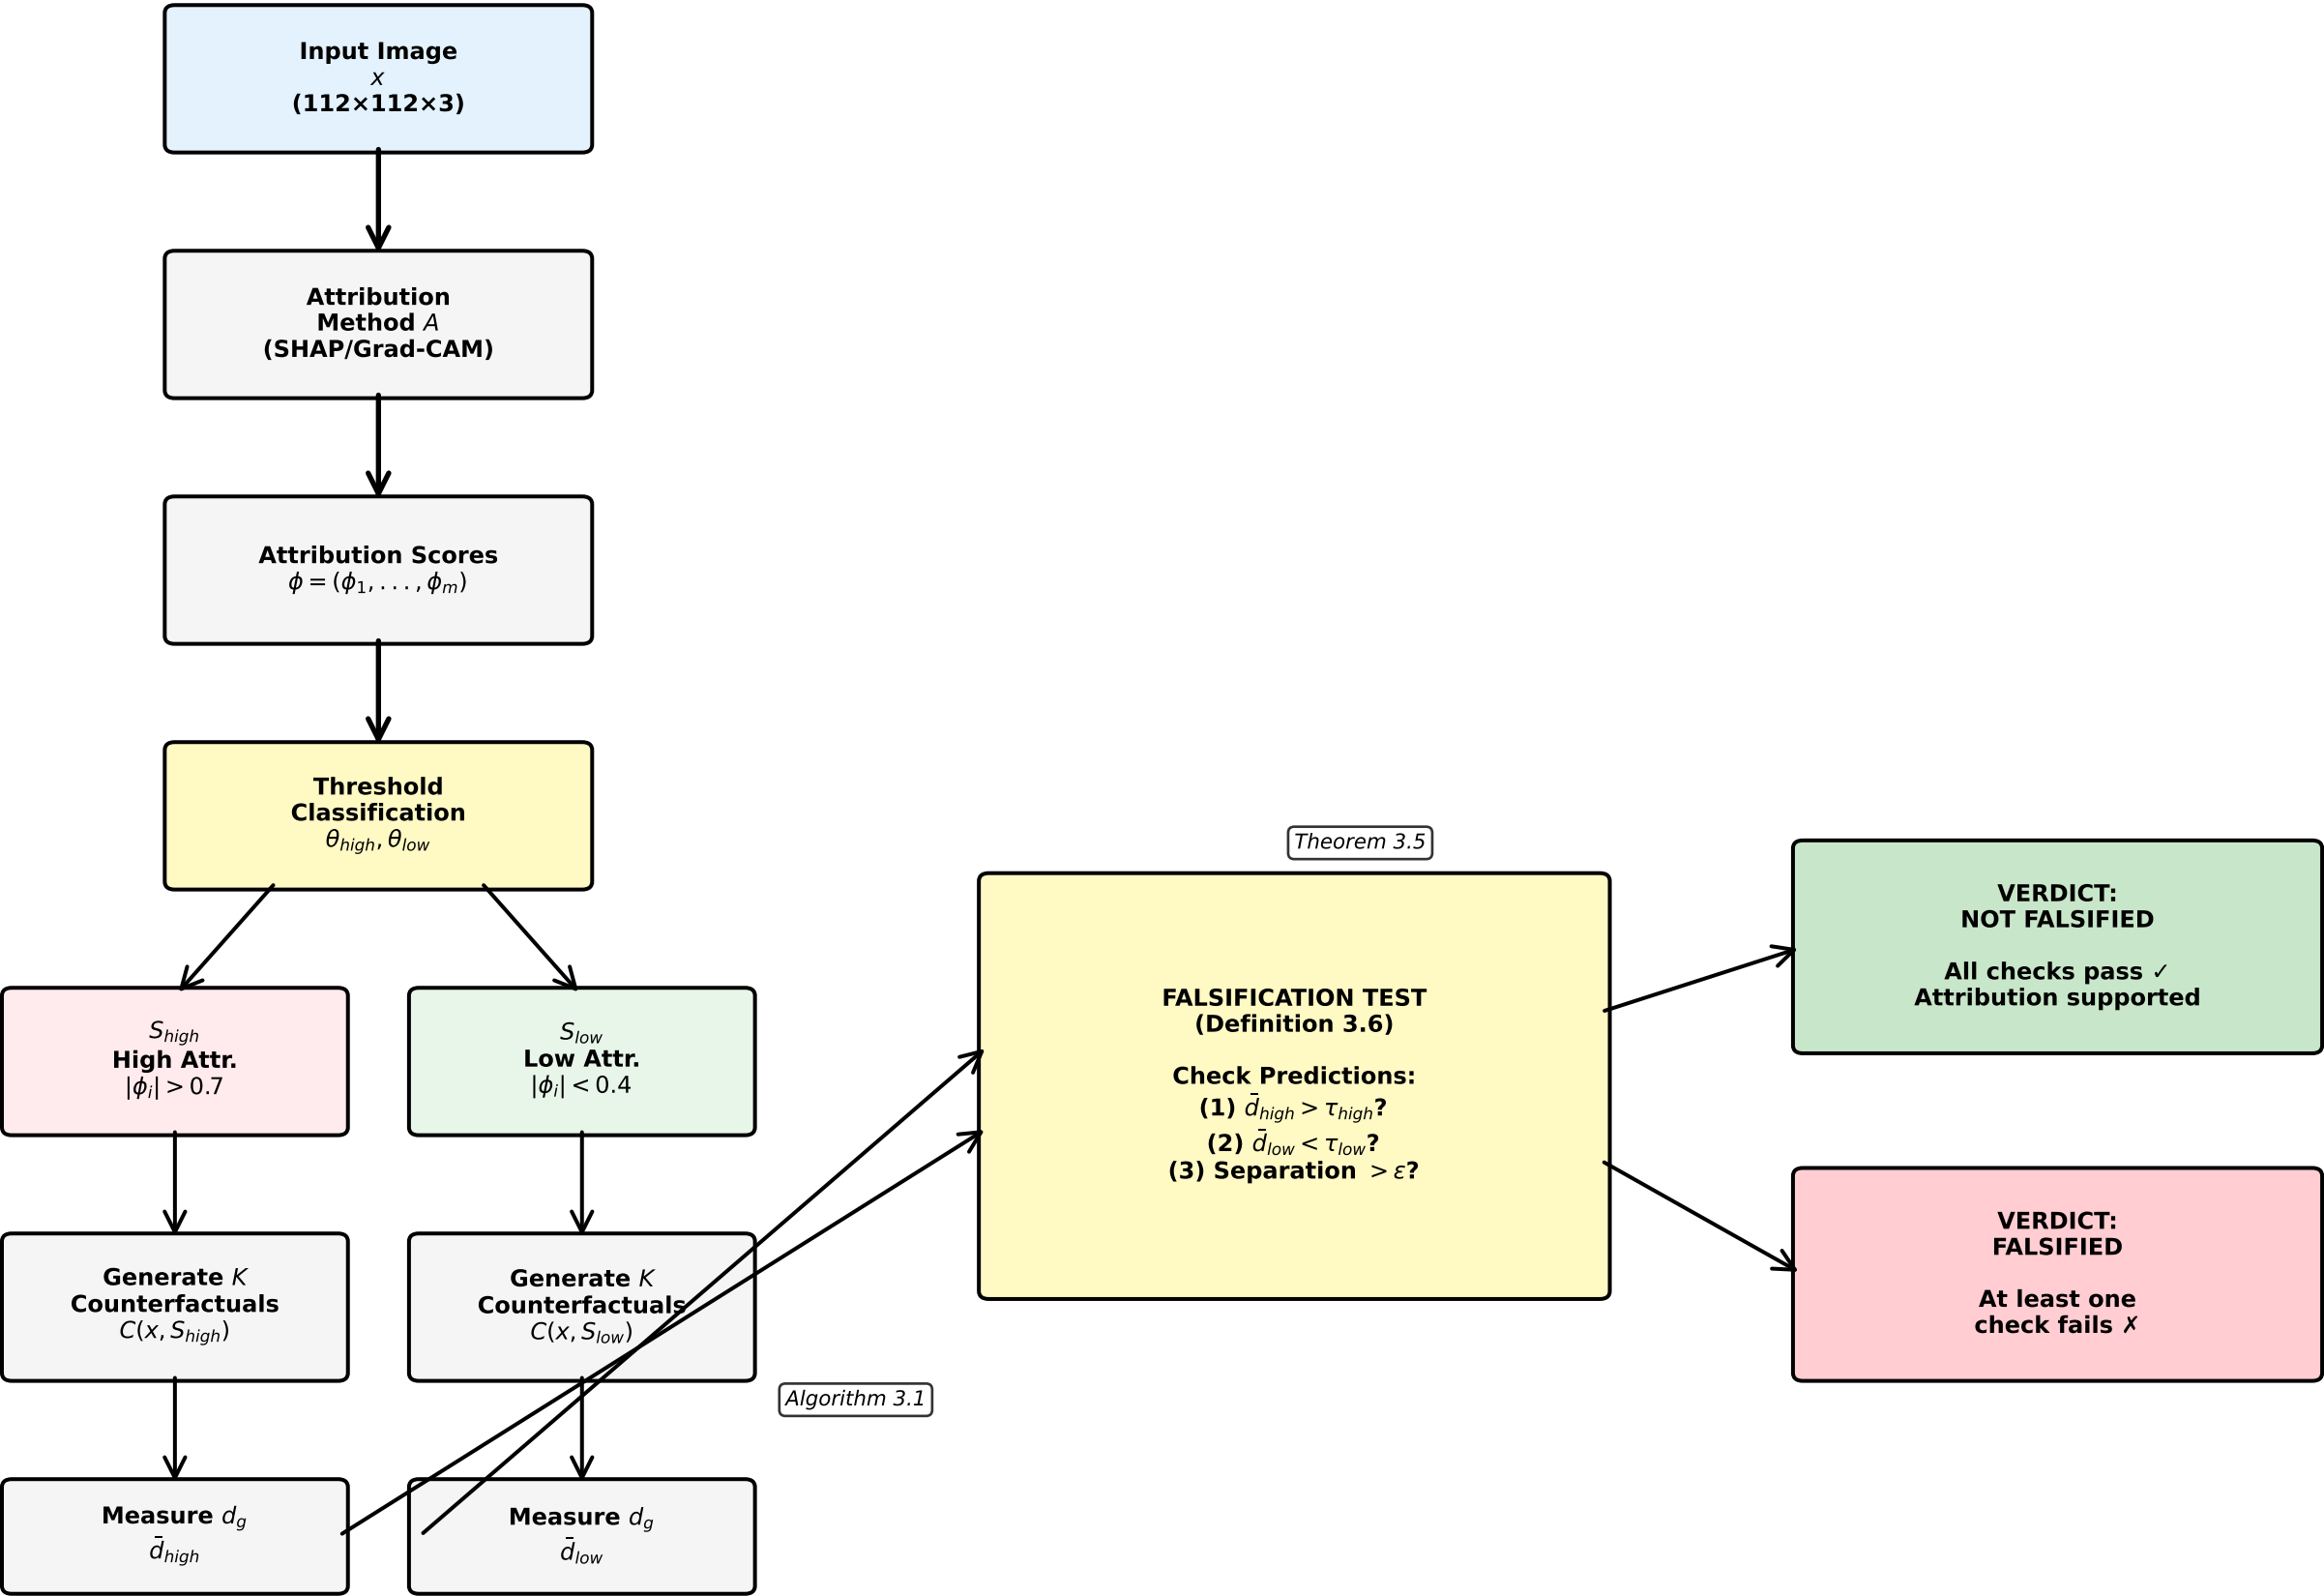 Input Image
x
(112×112×3)
Attribution
Method A
(SHAP/Grad-CAM)
Attribution Scores
ϕ = (ϕ₁, . . . , ϕₘ)
Threshold
Classification
θ_high, θ_low
S_high
High Attr.
|ϕᵢ| > 0.7
S_low
Low Attr.
|ϕᵢ| < 0.4
Generate K
Counterfactuals
C(x, S_high)
Generate K
Counterfactuals
C(x, S_low)
Algorithm 3.1
Measure d_g
d̄_high
Measure d_g
d̄_low
Theorem 3.5
FALSIFICATION TEST
(Definition 3.6)
Check Predictions:
(1) d̄_high > τ_high?
(2) d̄_low < τ_low?
(3) Separation > ε?
VERDICT:
NOT FALSIFIED
All checks pass ✓
Attribution supported
VERDICT:
FALSIFIED
At least one
check fails ✗